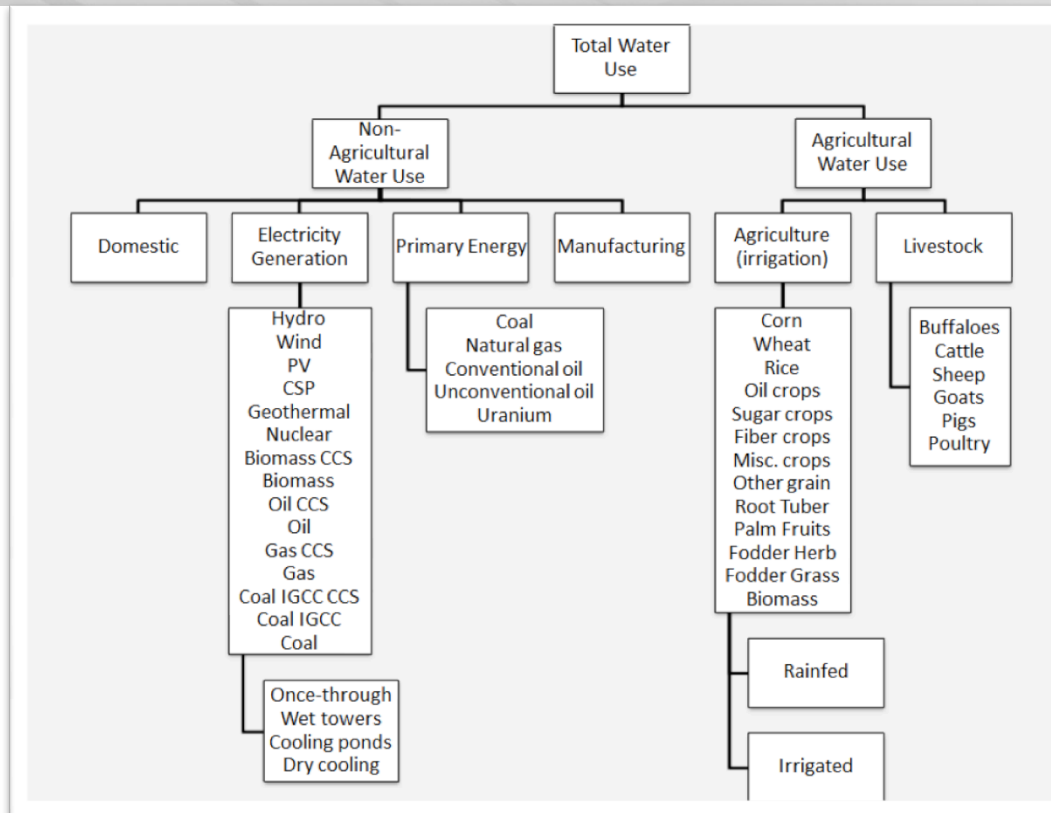 Total Water
Use
Non-
Agricultural
Water Use
Agricultural
Water Use
Domestic
Electricity
Generation
Primary Energy
Manufacturing
Agriculture
(irrigation)
Livestock
Hydro
Wind
PV
CSP
Geothermal
Nuclear
Biomass CCS
Biomass
Oil CCS
Oil
Gas CCS
Gas
Coal IGCC CCS
Coal IGCC
Coal
Coal
Natural gas
Conventional oil
Unconventional oil
Uranium
Corn
Wheat
Rice
Oil crops
Sugar crops
Fiber crops
Misc. crops
Other grain
Root Tuber
Palm Fruits
Fodder Herb
Fodder Grass
Biomass
Buffaloes
Cattle
Sheep
Goats
Pigs
Poultry
Once-through
Wet towers
Cooling ponds
Dry cooling
Rainfed
Irrigated